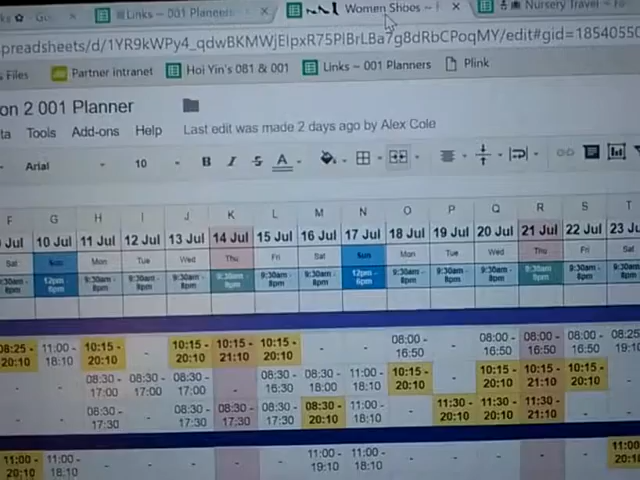 Links ~ 001 Planners Women Shoes ~ Nursery Travel ~
spreadsheets/d/1YR9kWPy4_qdwBKMWjElpxR75PlBrLBa7g8dRbCPoqMY/edit#gid=18540550
Files Partner intranet Hoi Yin's 081 & 001 Links ~ 001 Planners Plink
on 2 001 Planner
ta Tools Add-ons Help Last edit was made 2 days ago by Alex Cole
Arial 10 B I S A
F G H I J K L M N O P Q R S T
Jul 10 Jul 11 Jul 12 Jul 13 Jul 14 Jul 15 Jul 16 Jul 17 Jul 18 Jul 19 Jul 20 Jul 21 Jul 22 Jul 23 Ju
Sat Sun Mon Tue Wed Thu Fri Sat Sun Mon Tue Wed Thu Fri Sat
9:30am - 12pm - 9:30am - 9:30am - 9:30am - 9:30am - 9:30am - 9:30am - 12pm - 9:30am - 9:30am - 9:30am - 9:30am - 9:30am - 9:30am -
8pm 6pm 8pm 8pm 8pm 8pm 8pm 8pm 6pm 8pm 8pm 8pm 8pm 8pm 8pm
08:25 - 11:00 - 10:15 - - 10:15 - 10:15 - 10:15 - - - 08:00 - - 08:00 - 08:00 - 08:00 - 08:25
20:10 18:10 20:10 20:10 21:10 20:10 16:50 16:50 16:50 16:50 19:10
- - 08:30 - 08:30 - 08:30 - - 08:30 - 08:30 - 11:00 - 10:15 - - 10:15 - 10:15 - 10:15 - -
17:00 17:00 17:00 16:30 18:00 18:10 20:10 20:10 21:10 20:10
- - 08:30 - - 08:30 - 08:30 - 08:30 - 08:30 - 11:00 - - 11:30 - 11:30 - 11:30 - - -
17:30 17:30 17:30 17:30 20:10 18:10 20:10 20:10 21:10
11:00 - 11:00 - - - - - - 11:00 - 11:00 - - - - - - 11:00
20:10 18:10 19:10 18:10 20:10